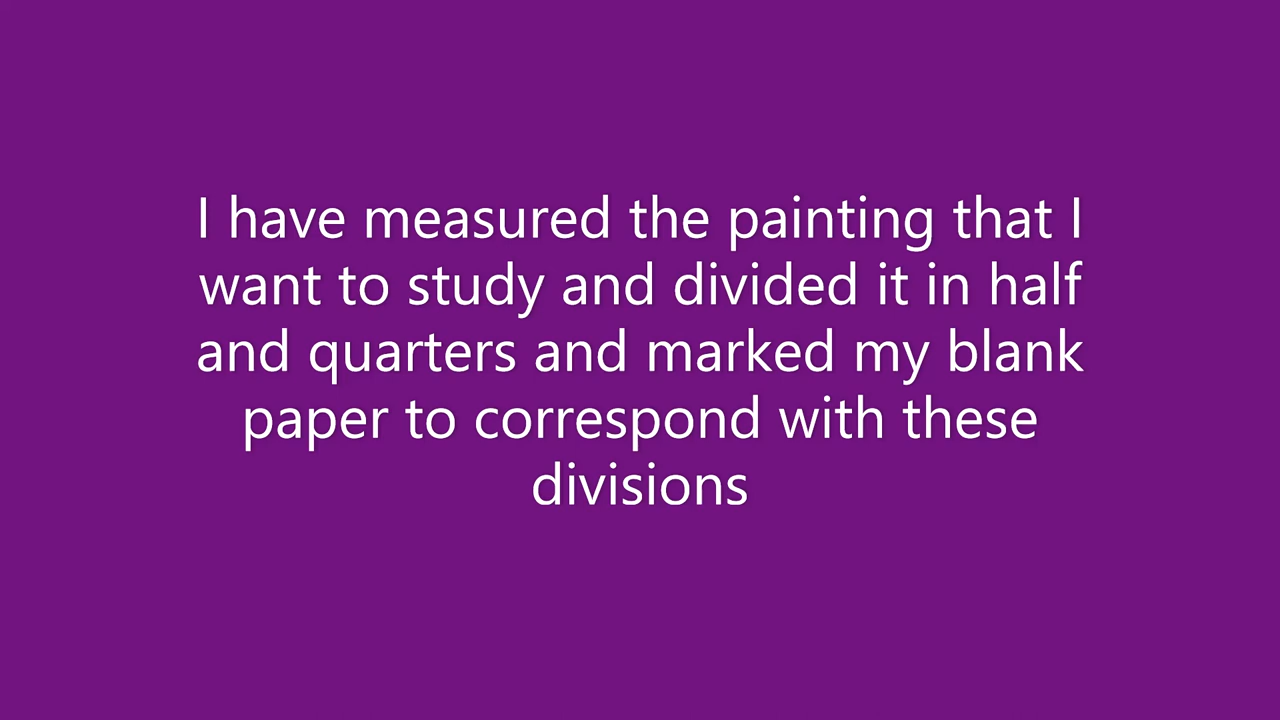 I have measured the painting that I
want to study and divided it in half
and quarters and marked my blank
paper to correspond with these
divisions